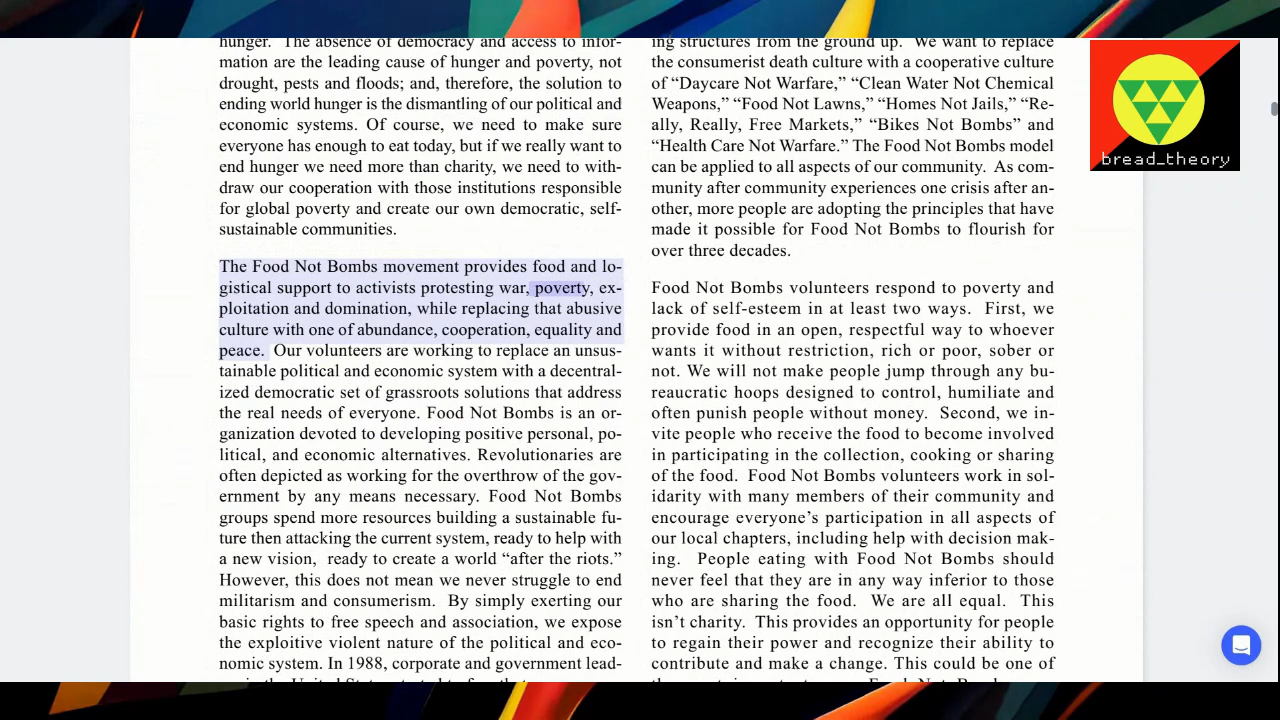 hunger. The absence of democracy and access to infor-
mation are the leading cause of hunger and poverty, not
drought, pests and floods; and, therefore, the solution to
ending world hunger is the dismantling of our political and
economic systems. Of course, we need to make sure
everyone has enough to eat today, but if we really want to
end hunger we need more than charity, we need to with-
draw our cooperation with those institutions responsible
for global poverty and create our own democratic, self-
sustainable communities.
The Food Not Bombs movement provides food and lo-
gistical support to activists protesting war, poverty, ex-
ploitation and domination, while replacing that abusive
culture with one of abundance, cooperation, equality and
peace. Our volunteers are working to replace an unsus-
tainable political and economic system with a decentral-
ized democratic set of grassroots solutions that address
the real needs of everyone. Food Not Bombs is an or-
ganization devoted to developing positive personal, po-
litical, and economic alternatives. Revolutionaries are
often depicted as working for the overthrow of the gov-
ernment by any means necessary. Food Not Bombs
groups spend more resources building a sustainable fu-
ture then attacking the current system, ready to help with
a new vision, ready to create a world “after the riots.”
However, this does not mean we never struggle to end
militarism and consumerism. By simply exerting our
basic rights to free speech and association, we expose
the exploitive violent nature of the political and eco-
nomic system. In 1988, corporate and government lead-
ing structures from the ground up. We want to replace
the consumerist death culture with a cooperative culture
of “Daycare Not Warfare,” “Clean Water Not Chemical
Weapons,” “Food Not Lawns,” “Homes Not Jails,” “Re-
ally, Really, Free Markets,” “Bikes Not Bombs” and
“Health Care Not Warfare.” The Food Not Bombs model
can be applied to all aspects of our community. As com-
munity after community experiences one crisis after an-
other, more people are adopting the principles that have
made it possible for Food Not Bombs to flourish for
over three decades.
Food Not Bombs volunteers respond to poverty and
lack of self-esteem in at least two ways. First, we
provide food in an open, respectful way to whoever
wants it without restriction, rich or poor, sober or
not. We will not make people jump through any bu-
reaucratic hoops designed to control, humiliate and
often punish people without money. Second, we in-
vite people who receive the food to become involved
in participating in the collection, cooking or sharing
of the food. Food Not Bombs volunteers work in sol-
idarity with many members of their community and
encourage everyone’s participation in all aspects of
our local chapters, including help with decision mak-
ing. People eating with Food Not Bombs should
never feel that they are in any way inferior to those
who are sharing the food. We are all equal. This
isn’t charity. This provides an opportunity for people
to regain their power and recognize their ability to
contribute and make a change. This could be one of
bread_theory